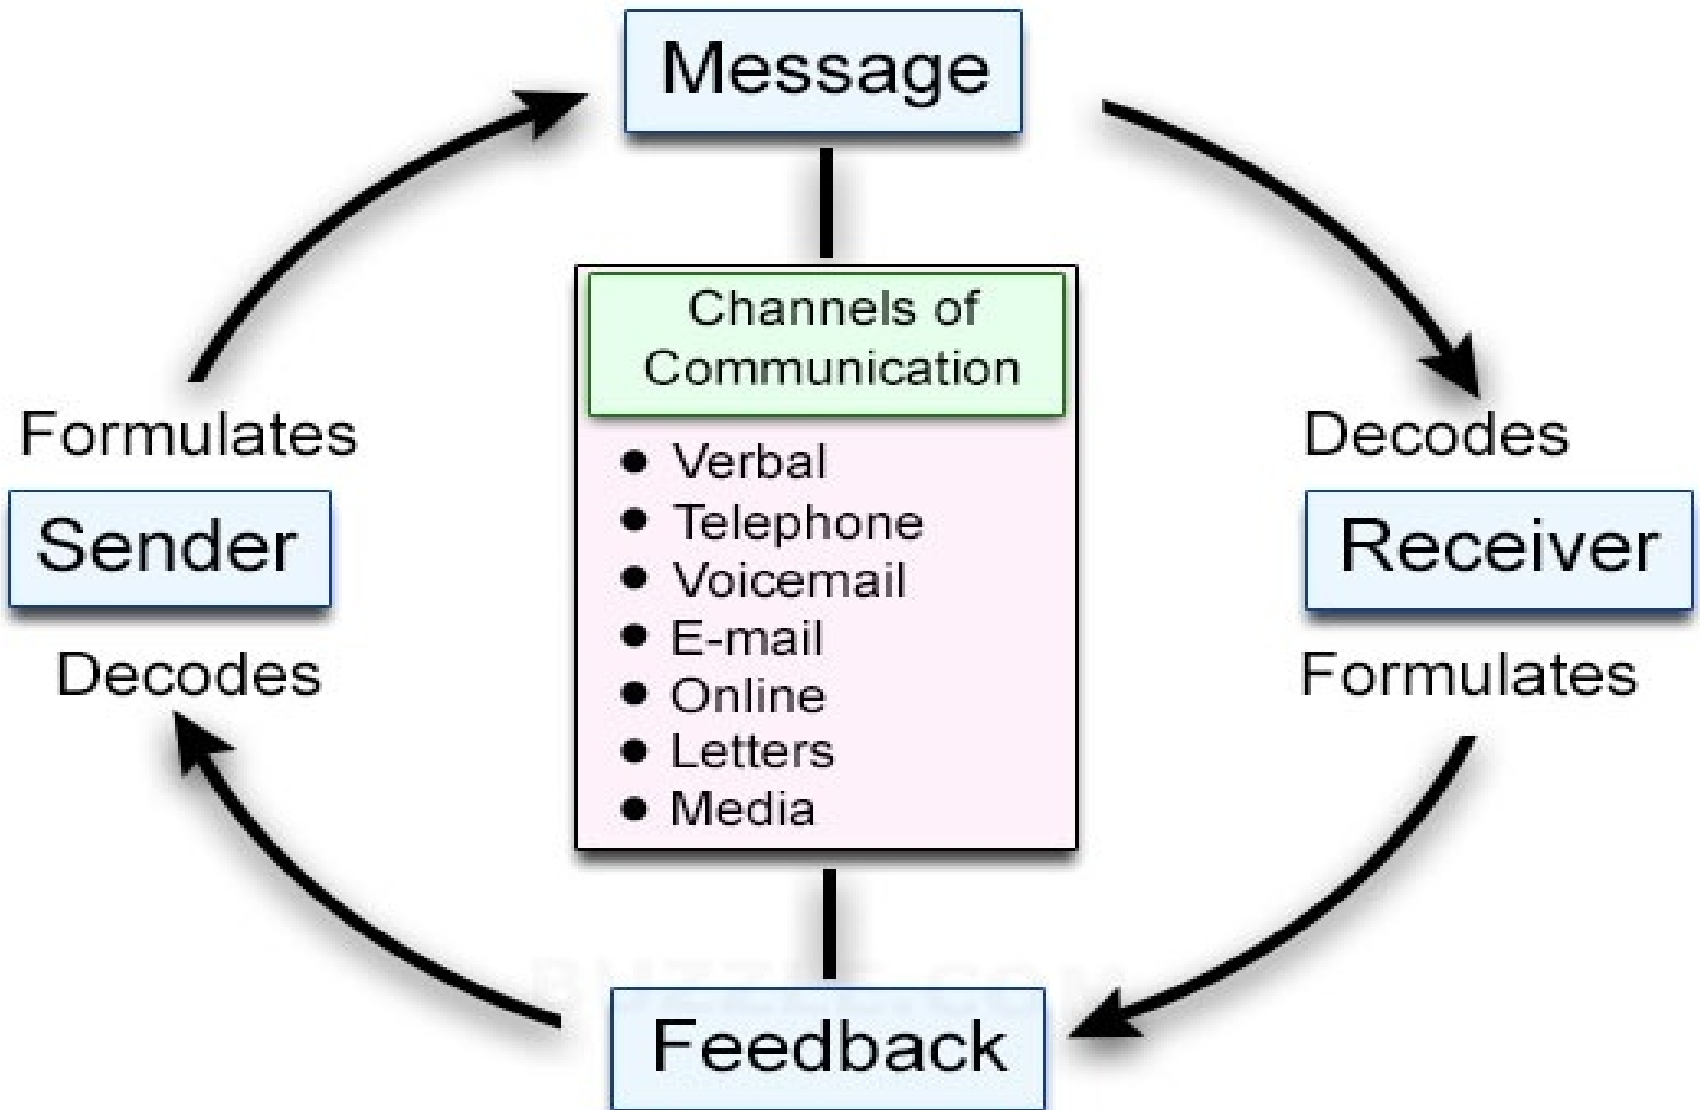 Message
Channels of
Communication
Formulates
Decodes
• Verbal
• Telephone
Sender
Receiver
• Voicemail
• E-mail
Decodes
Formulates
• Online
• Letters
• Media
Feedback